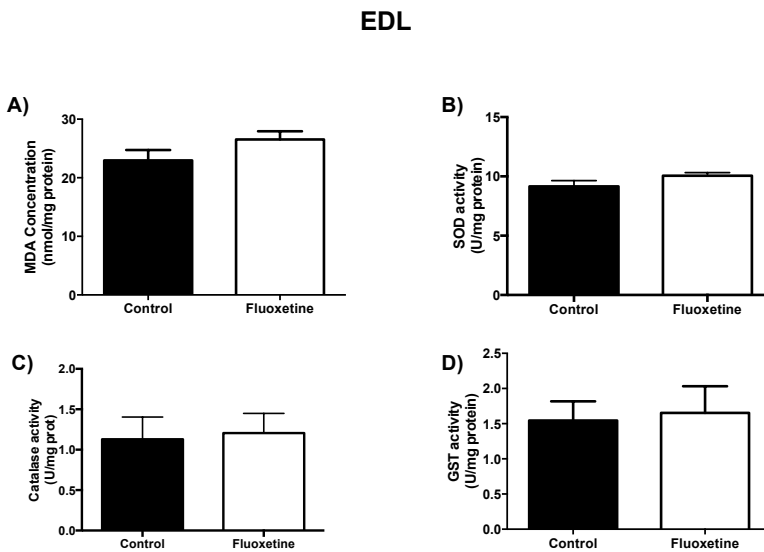 EDL
A)
MDA Concentration
(nmol/mg protein)
30
20
10
0
Control
Fluoxetine
B)
SOD activity
(U/mg protein)
15
10
5
0
Control
Fluoxetine
C)
Catalase activity
(U/mg prot)
2.0
1.5
1.0
0.5
0.0
Control
Fluoxetine
D)
GST activity
(U/mg protein)
2.5
2.0
1.5
1.0
0.5
0.0
Control
Fluoxetine